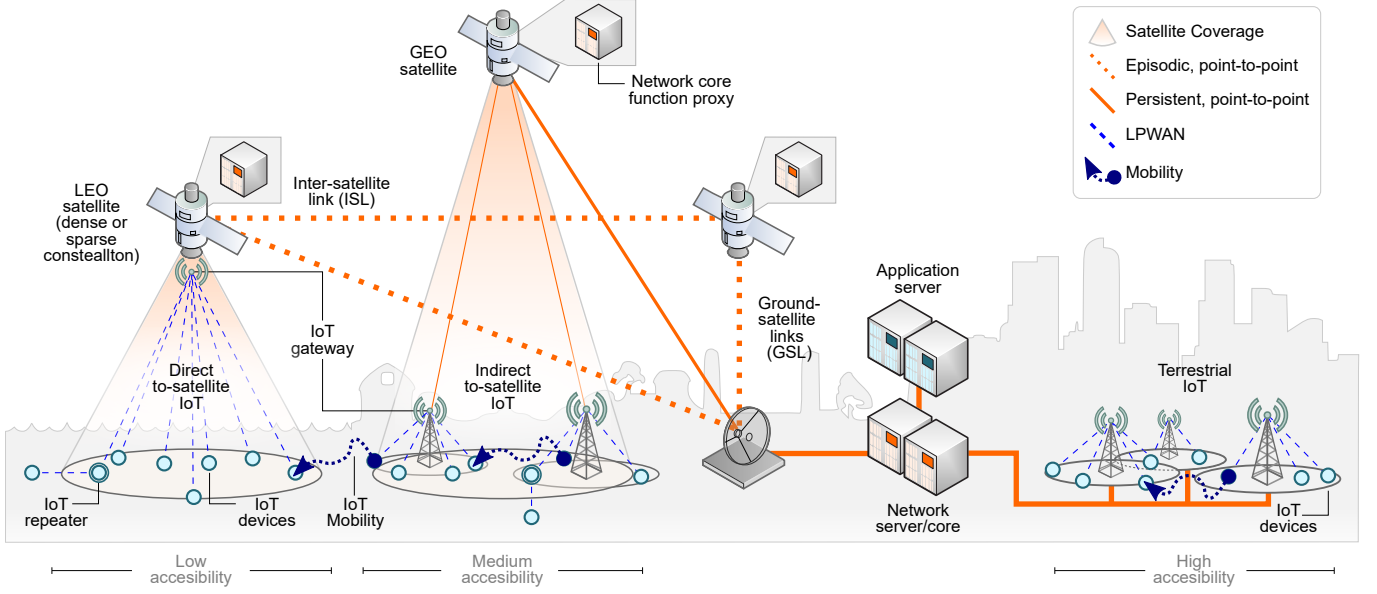 GEO
satellite
Network core
function proxy
Satellite Coverage
Episodic, point-to-point
Persistent, point-to-point
LPWAN
Mobility
LEO
satellite
(dense or
sparse
consteallton)
Inter-satellite
link (ISL)
IoT
gateway
Ground-
satellite
links
(GSL)
Application
server
Direct
to-satellite
IoT
Indirect
to-satellite
IoT
Terrestrial
IoT
IoT
repeater
IoT
devices
IoT
Mobility
Network
server/core
IoT
devices
Low
accesibility
Medium
accesibility
High
accesibility